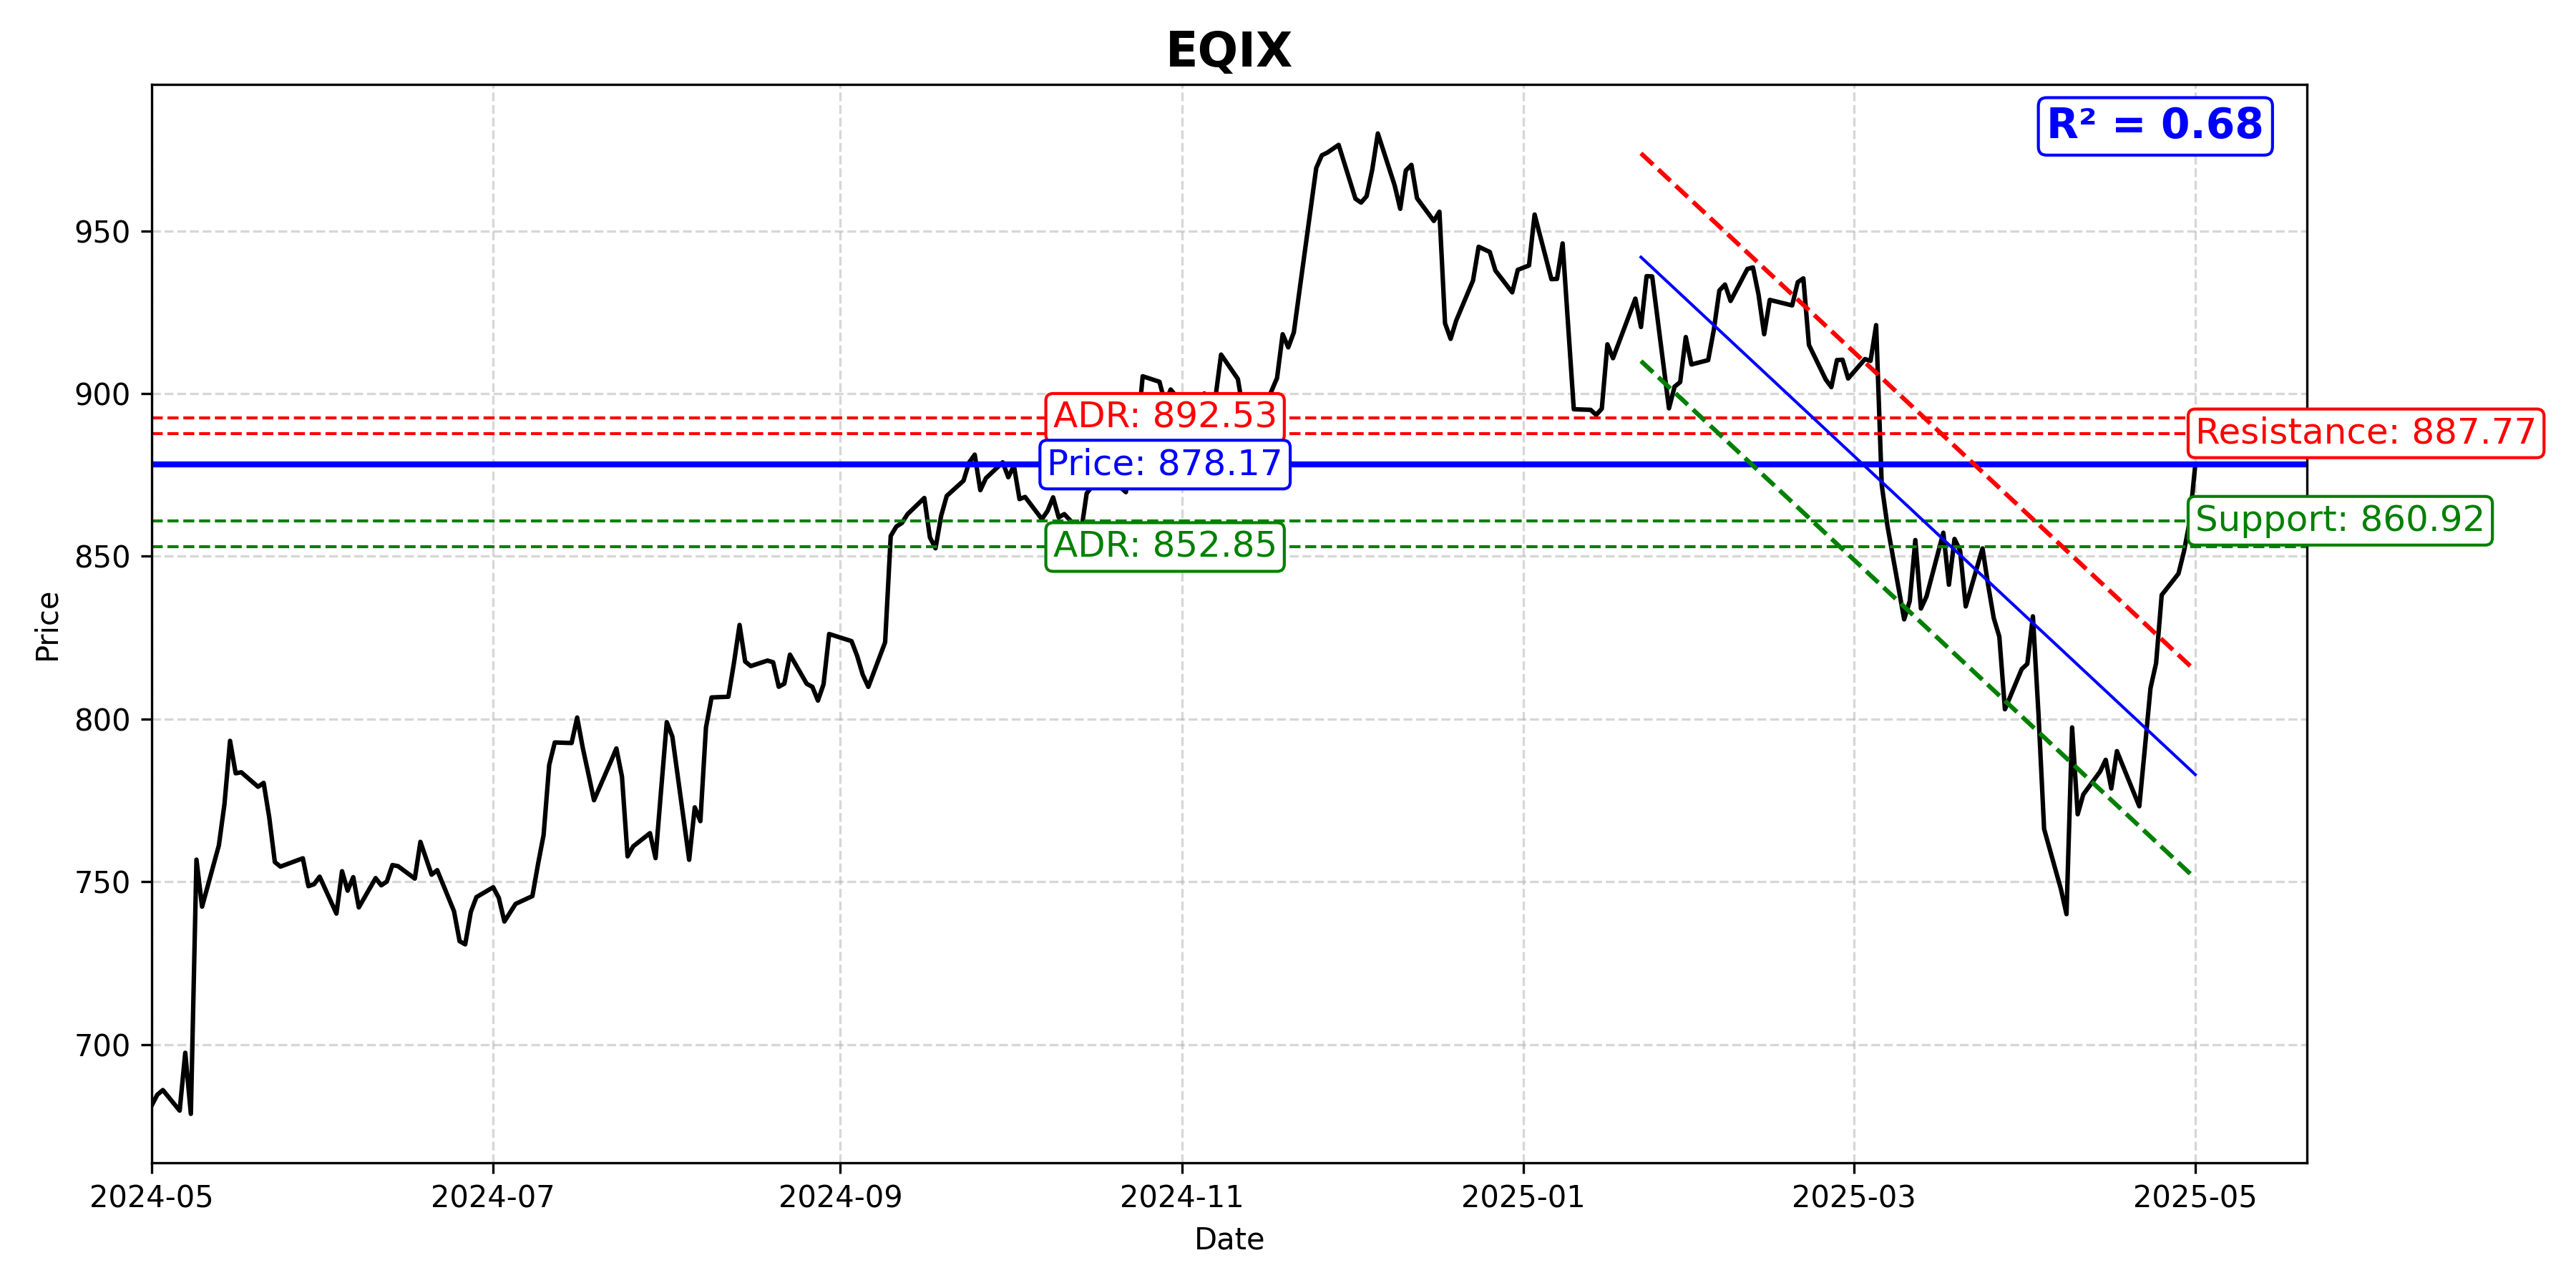 EQIX
R² = 0.68
950
900
850
800
750
700
Price
ADR: 892.53
Resistance: 887.77
Price: 878.17
Support: 860.92
ADR: 852.85
2024-05
2024-07
2024-09
2024-11
2025-01
2025-03
2025-05
Date